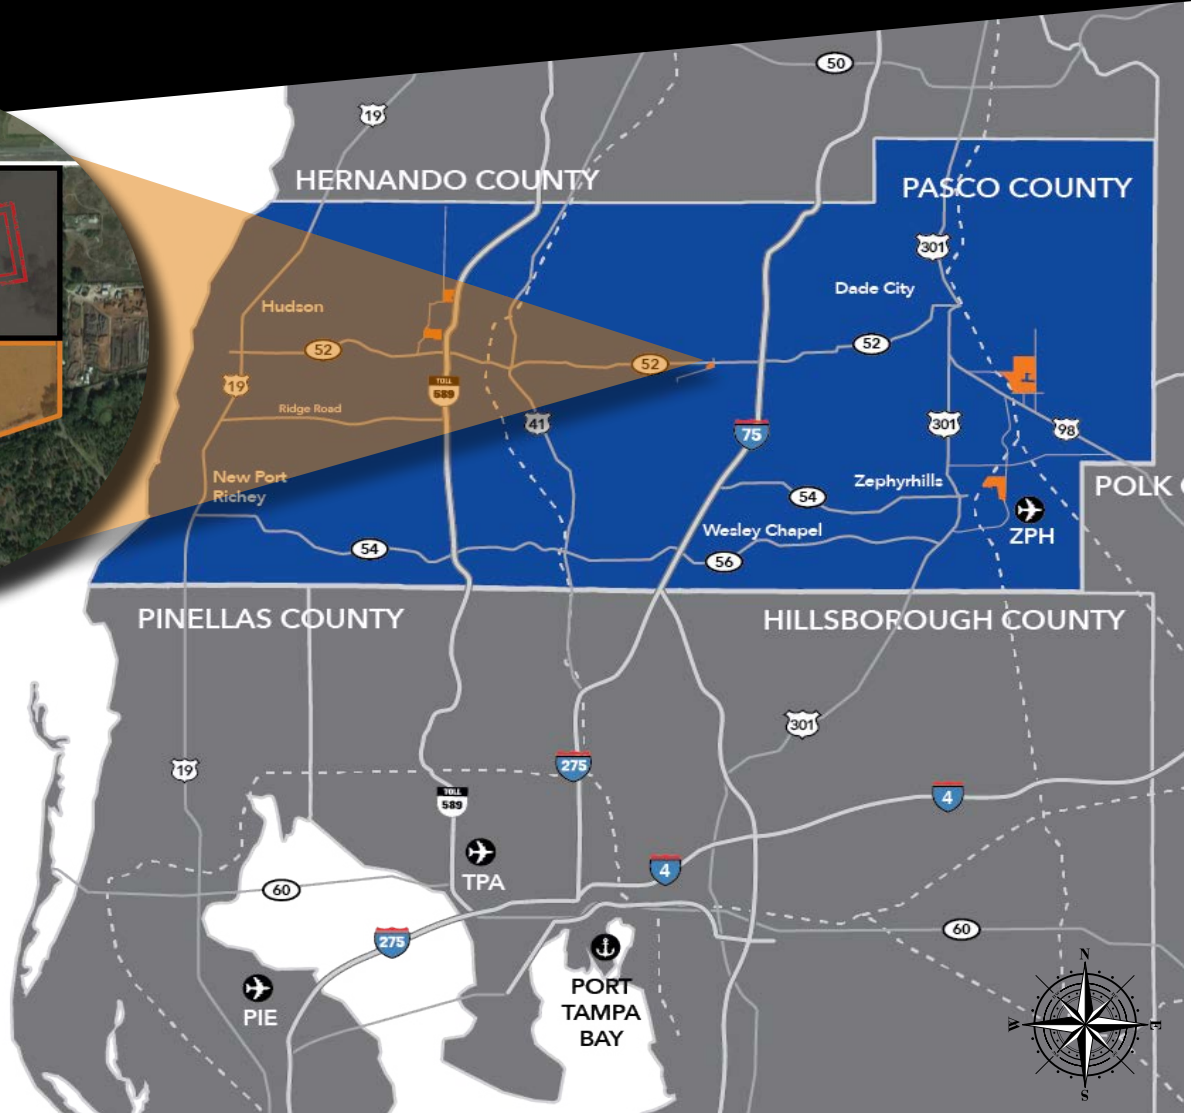 50
19
HERNANDO COUNTY
PASCO COUNTY
301
Dade City
Hudson
52
52
52
19
TOLL
589
Ridge Road
41
75
301
98
New Port
Richey
Zephyrhills
54
POLK C
ZPH
Wesley Chapel
54
56
PINELLAS COUNTY
HILLSBOROUGH COUNTY
301
19
275
TOLL
589
4
TPA
4
60
275
60
PORT
TAMPA
BAY
PIE
N
W
E
S